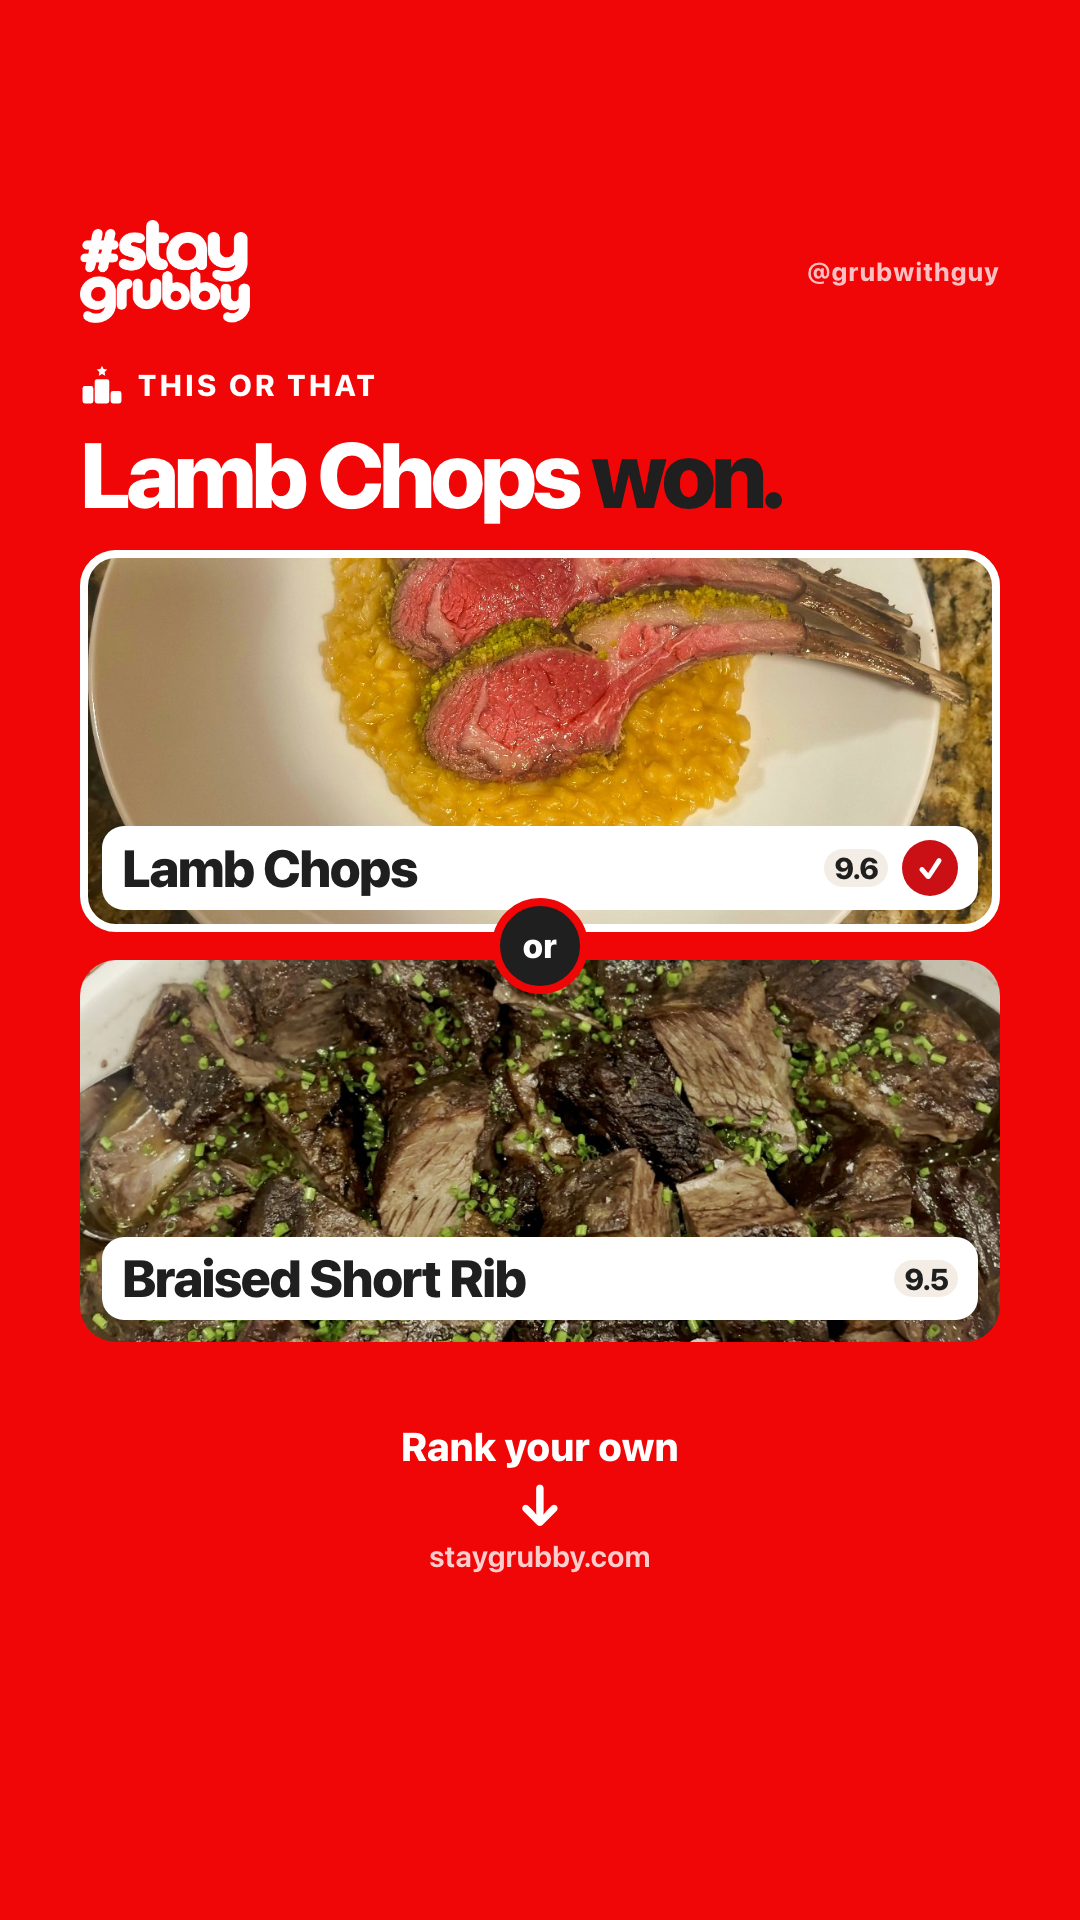 #stay
grubby
@grubwithguy
THIS OR THAT
Lamb Chops won.
Lamb Chops
9.6
or
Braised Short Rib
9.5
Rank your own
staygrubby.com